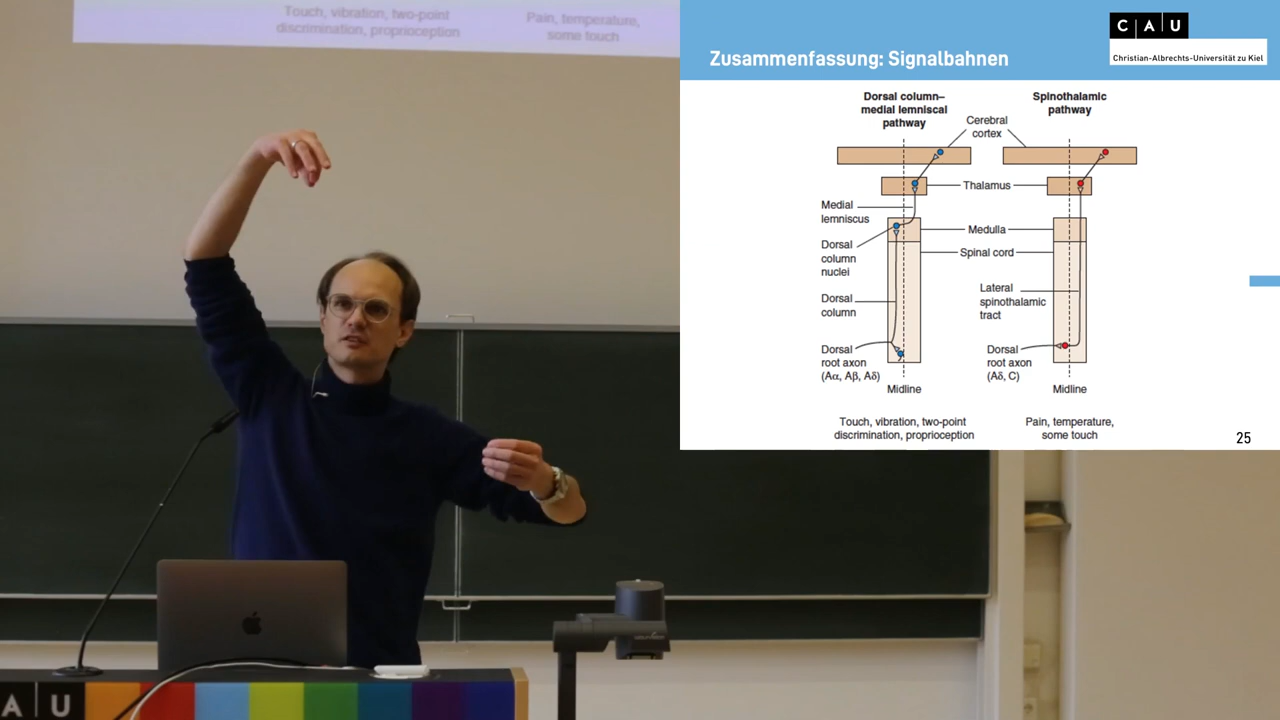 Touch, vibration, two-point
discrimination, proprioception
Pain, temperature,
some touch
Zusammenfassung: Signalbahnen
C A U
Christian-Albrechts-Universität zu Kiel
Dorsal column–
medial lemniscal
pathway
Spinothalamic
pathway
Cerebral
cortex
Thalamus
Medial
lemniscus
Medulla
Dorsal
column
nuclei
Spinal cord
Dorsal
column
Lateral
spinothalamic
tract
Dorsal
root axon
(Aα, Aβ, Aδ)
Dorsal
root axon
(Aδ, C)
Midline
Midline
Touch, vibration, two-point
discrimination, proprioception
Pain, temperature,
some touch
25
A U